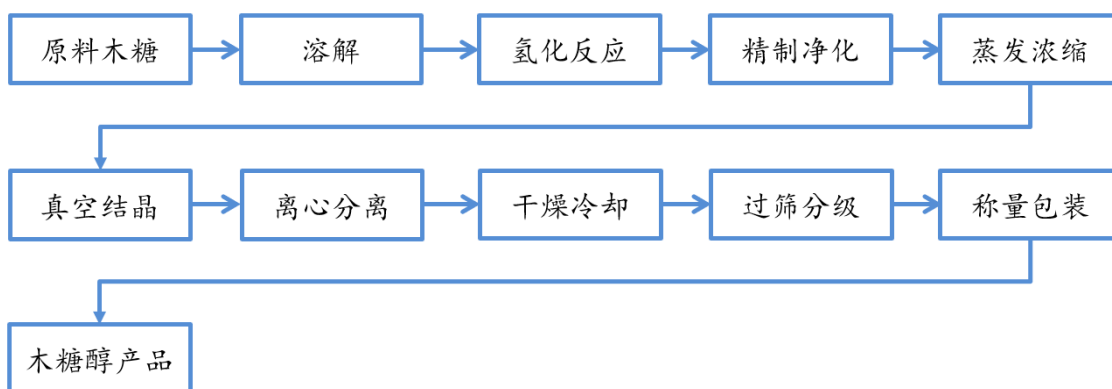 原料木糖
溶解
氢化反应
精制净化
蒸发浓缩
真空结晶
离心分离
干燥冷却
过筛分级
称量包装
木糖醇产品